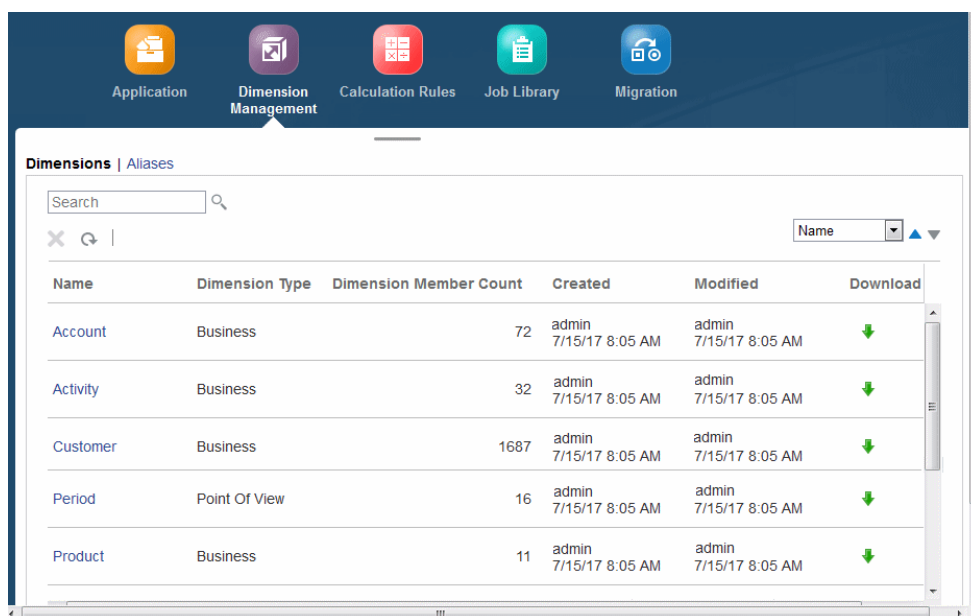 Application
Dimension Management
Calculation Rules
Job Library
Migration
Dimensions | Aliases
Search
Name
Name Dimension Type Dimension Member Count Created Modified Download
Account Business 72 admin 7/15/17 8:05 AM admin 7/15/17 8:05 AM
Activity Business 32 admin 7/15/17 8:05 AM admin 7/15/17 8:05 AM
Customer Business 1687 admin 7/15/17 8:05 AM admin 7/15/17 8:05 AM
Period Point Of View 16 admin 7/15/17 8:05 AM admin 7/15/17 8:05 AM
Product Business 11 admin 7/15/17 8:05 AM admin 7/15/17 8:05 AM